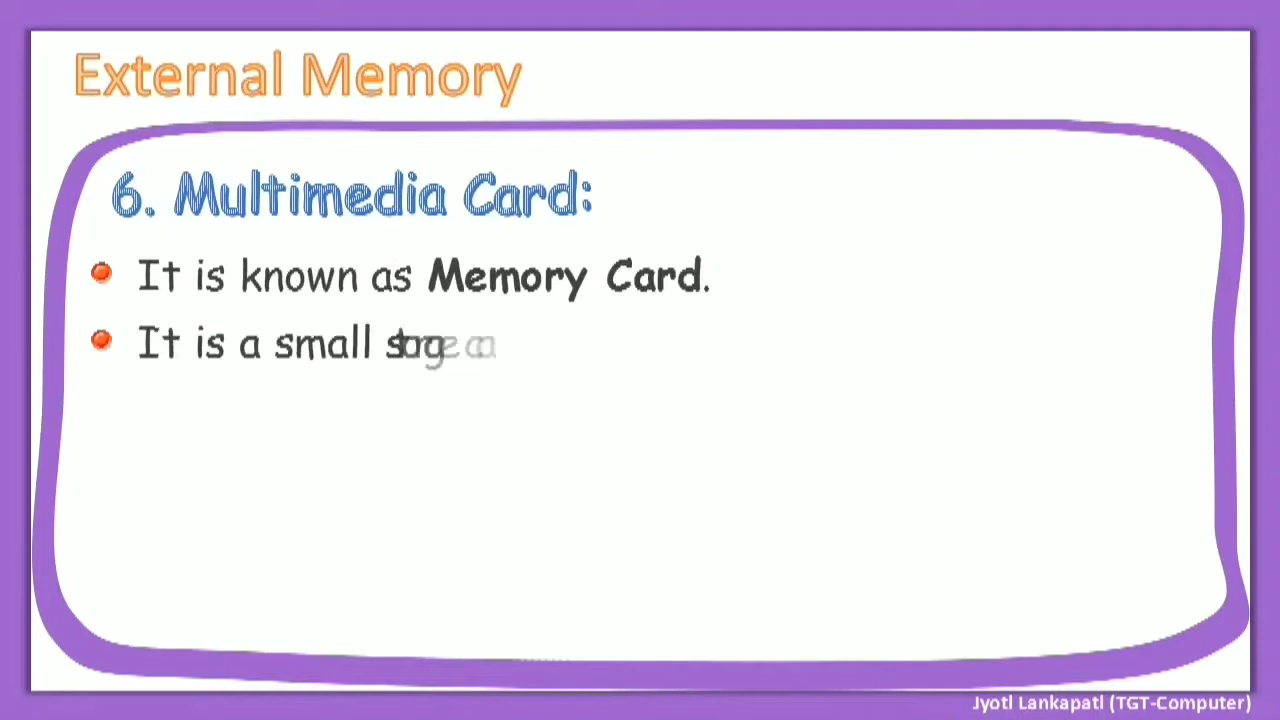 External Memory
6. Multimedia Card:
It is known as Memory Card.
It is a small
Jyoti Lankapati (TGT-Computer)